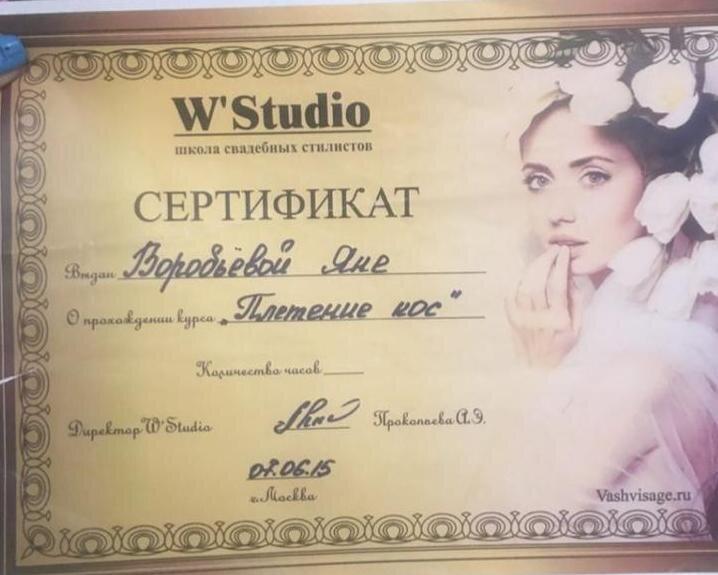 W'Studio
школа свадебных стилистов
СЕРТИФИКАТ
Выдан Воробьёвой Яне
О прохождении курса „Плетение кос“
Количество часов
Директор W'Studio Прокопьева А.Э.
07.06.15
г.Москва
Vashvisage.ru